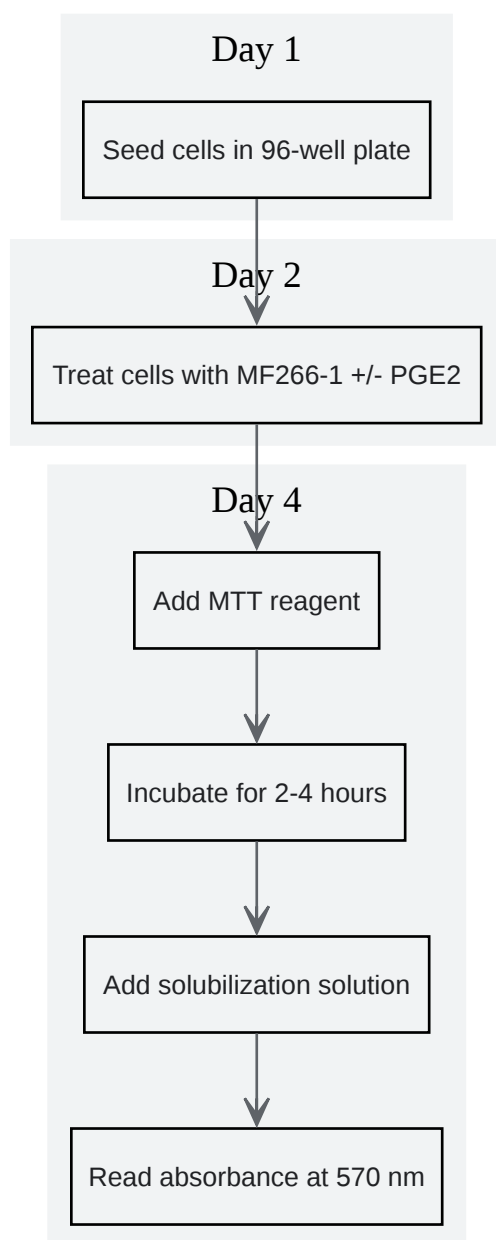 Day 1
Seed cells in 96-well plate
Day 2
Treat cells with MF266-1 +/- PGE2
Day 4
Add MTT reagent
Incubate for 2-4 hours
Add solubilization solution
Read absorbance at 570 nm